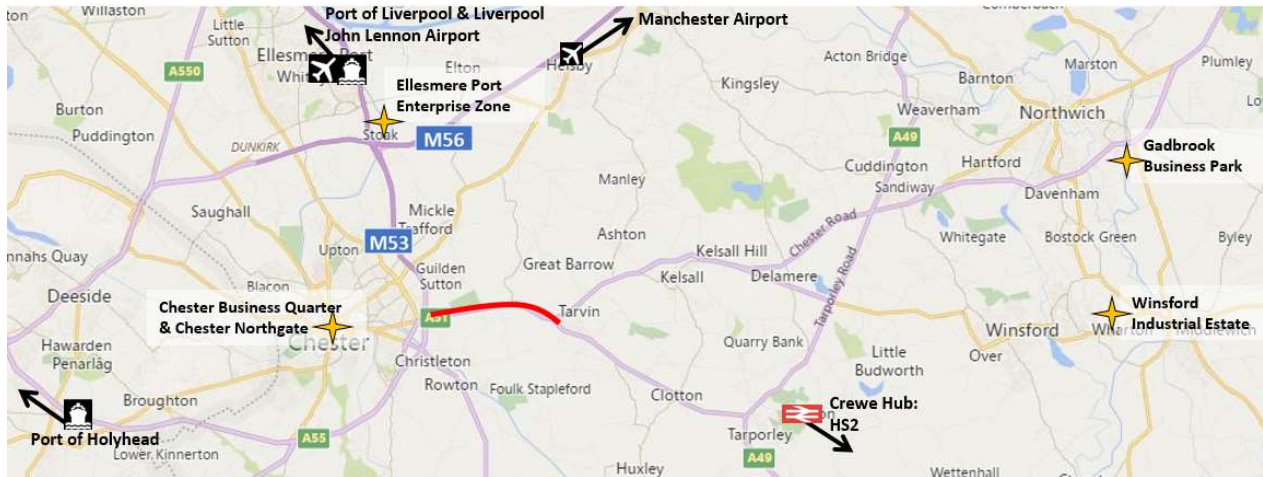 Willaston
Little
Sutton
Port of Liverpool & Liverpool
John Lennon Airport
Manchester Airport
Comberbach
A550
Ellesmere Port
Elton
Helsby
Acton Bridge
Marston
Plumley
Kingsley
Barnton
Burton
Ellesmere Port
Enterprise Zone
Weaverham
Northwich
Puddington
Stoak
M56
A49
DUNKIRK
Gadbrook
Business Park
Cuddington
Hartford
Manley
Sandiway
Davenham
Saughall
Mickle
Trafford
Ashton
Chester Road
Whitegate
Bostock Green
Byley
Upton
M53
Kelsall Hill
Guilden
Sutton
Great Barrow
Kelsall
Delamere
Blacon
Deeside
Tarporley Road
Chester Business Quarter
& Chester Northgate
A51
Tarvin
Winsford
Industrial Estate
Chester
Winsford
Wharton
Middlewich
Hawarden
Penarlâg
Christleton
Quarry Bank
Over
Little
Budworth
Rowton
Foulk Stapleford
Clotton
Broughton
Crewe Hub:
HS2
Port of Holyhead
A55
Tarporley
Lower Kinnerton
A49
Huxley
Wettenhall